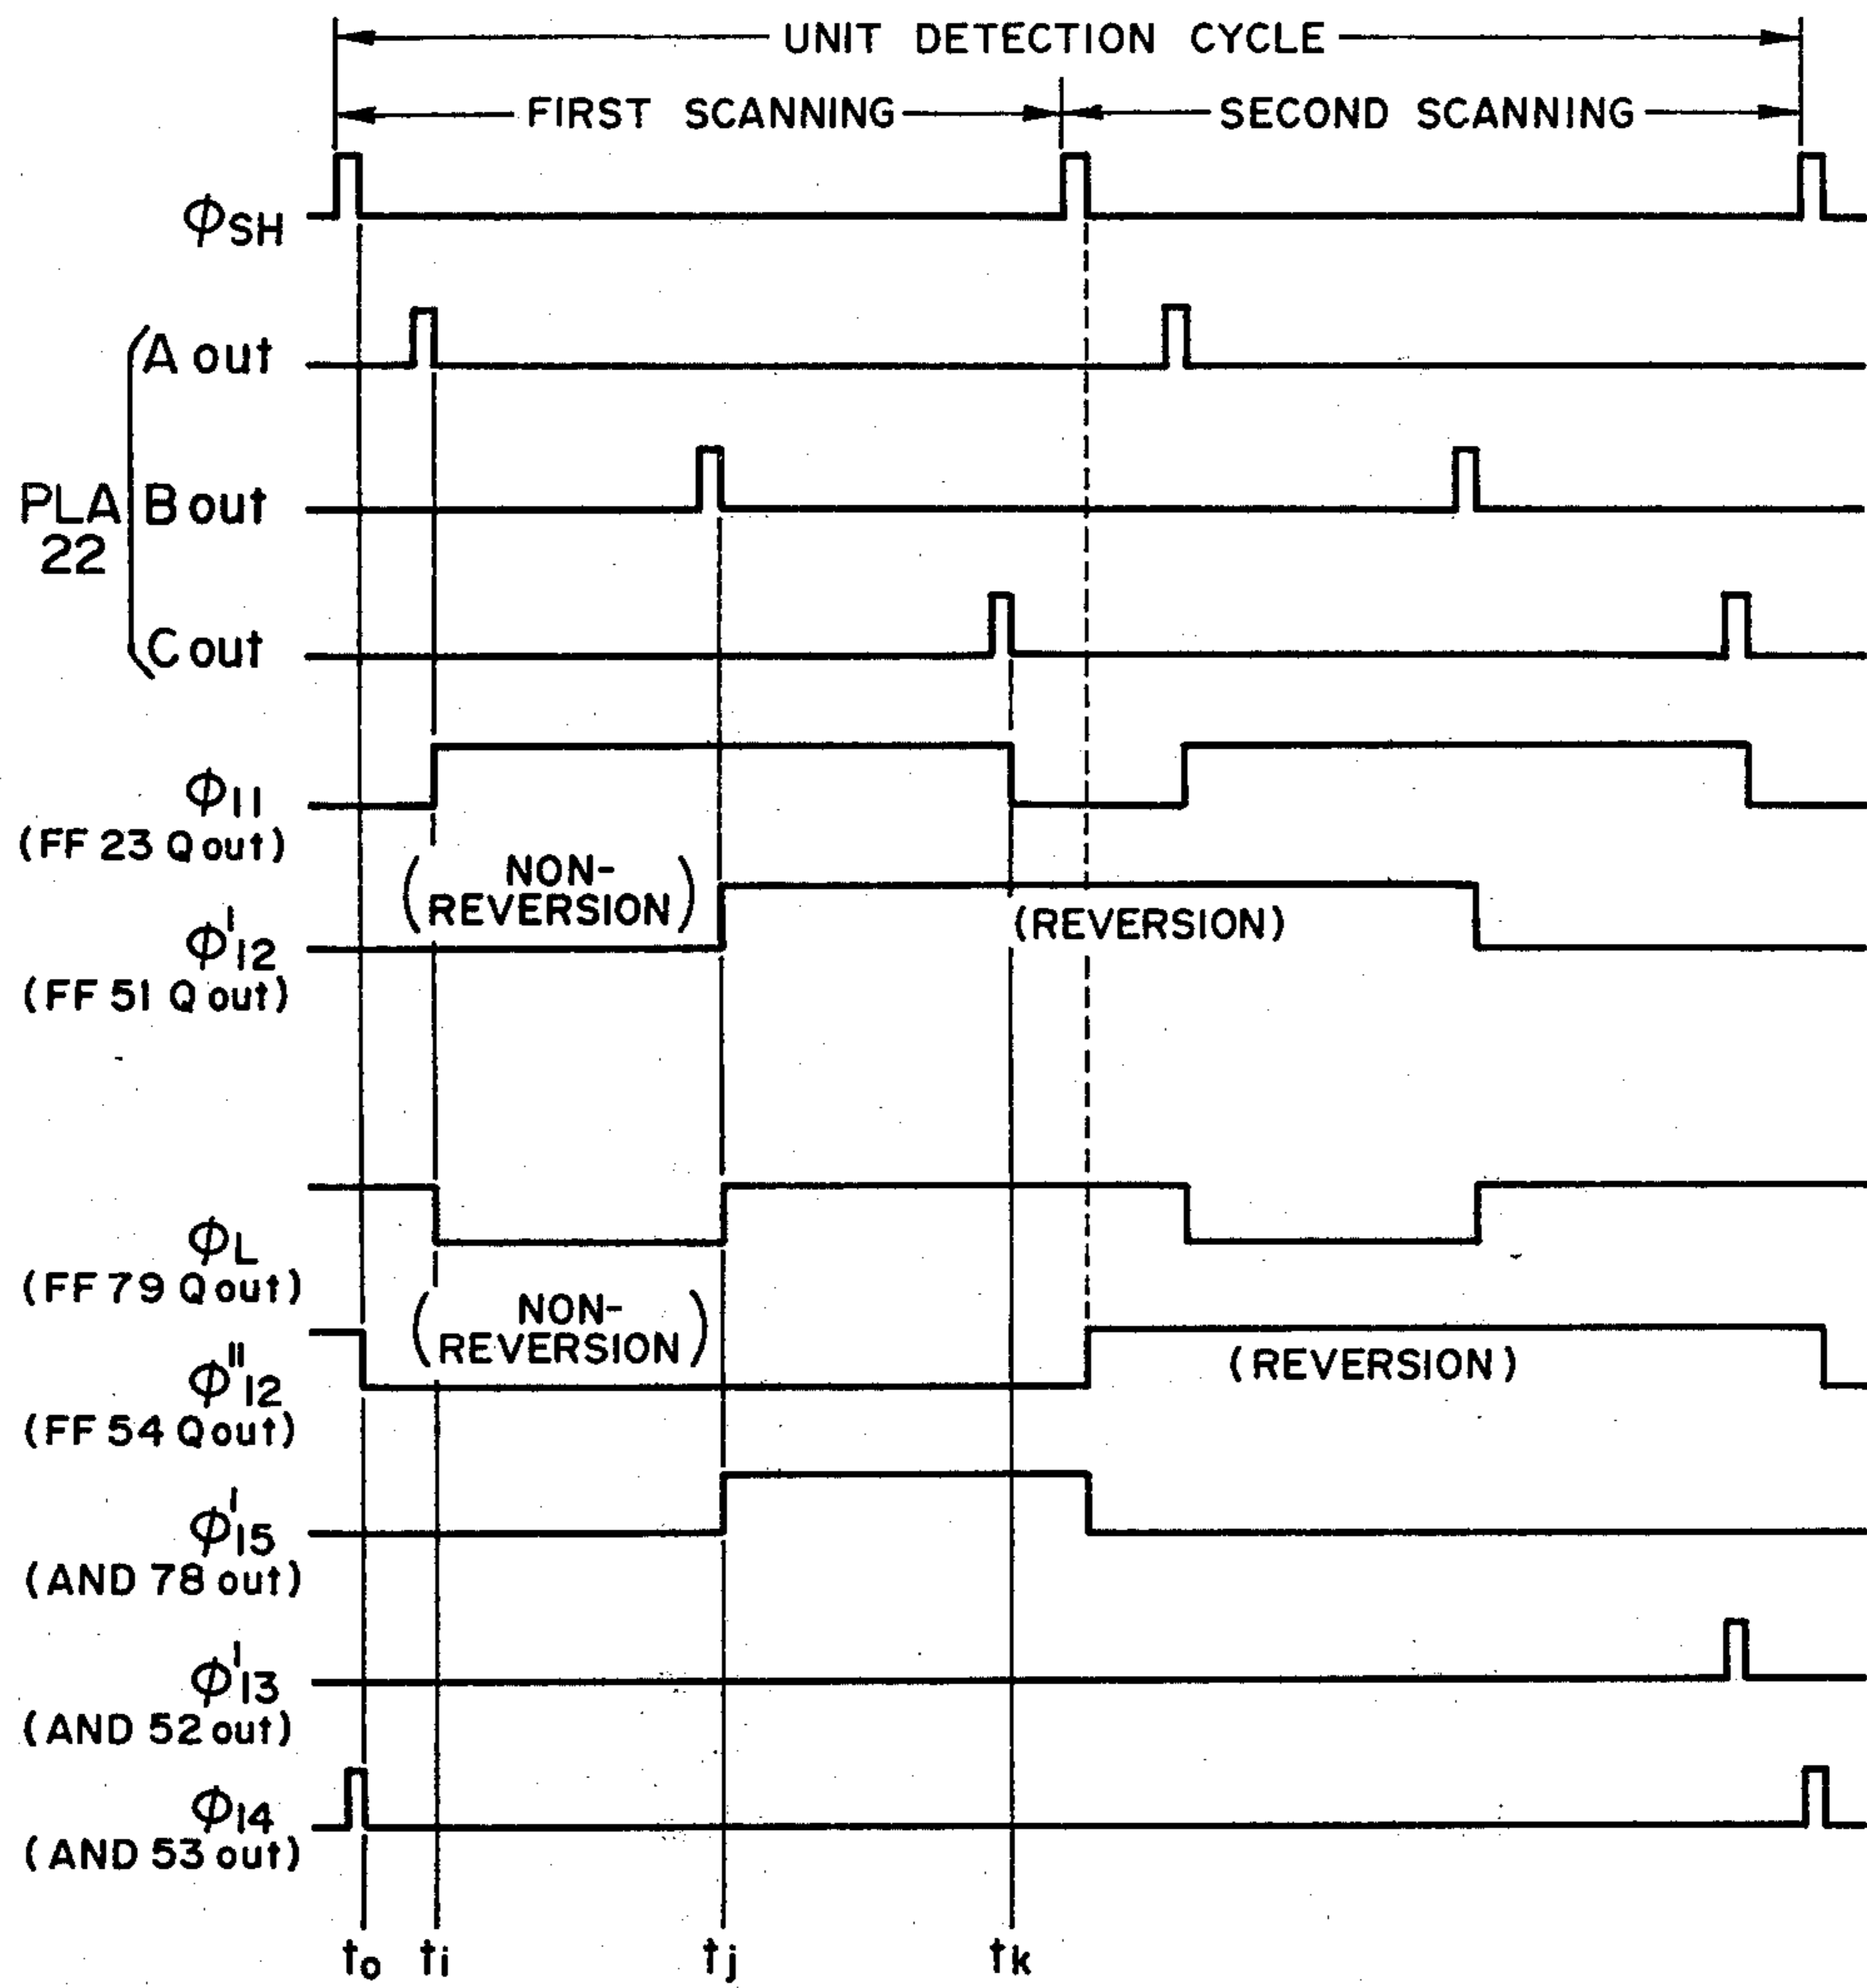 UNIT DETECTION CYCLE
FIRST SCANNING
SECOND SCANNING
ϕSH
PLA 22
A out
B out
C out
ϕ11
(FF 23 Q out)
(NON-
REVERSION)
(REVERSION)
ϕ'12
(FF 51 Q out)
ϕL
(FF 79 Q out)
(NON-
REVERSION)
(REVERSION)
ϕ"12
(FF 54 Q out)
ϕ'15
(AND 78 out)
ϕ'13
(AND 52 out)
ϕ14
(AND 53 out)
to ti tj tk